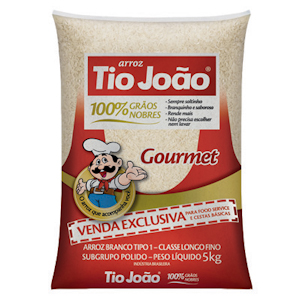 arroz
Tio João®
100% GRÃOS NOBRES
- Sempre soltinho
- Branquinho e saboroso
- Rende mais
- Não precisa escolher nem lavar
Gourmet
VENDA EXCLUSIVA PARA FOOD SERVICE E CESTAS BÁSICAS
ARROZ BRANCO TIPO 1 - CLASSE LONGO FINO
SUBGRUPO POLIDO - PESO LÍQUIDO 5kg
INDÚSTRIA BRASILEIRA
Tio João® 100% GRÃOS NOBRES